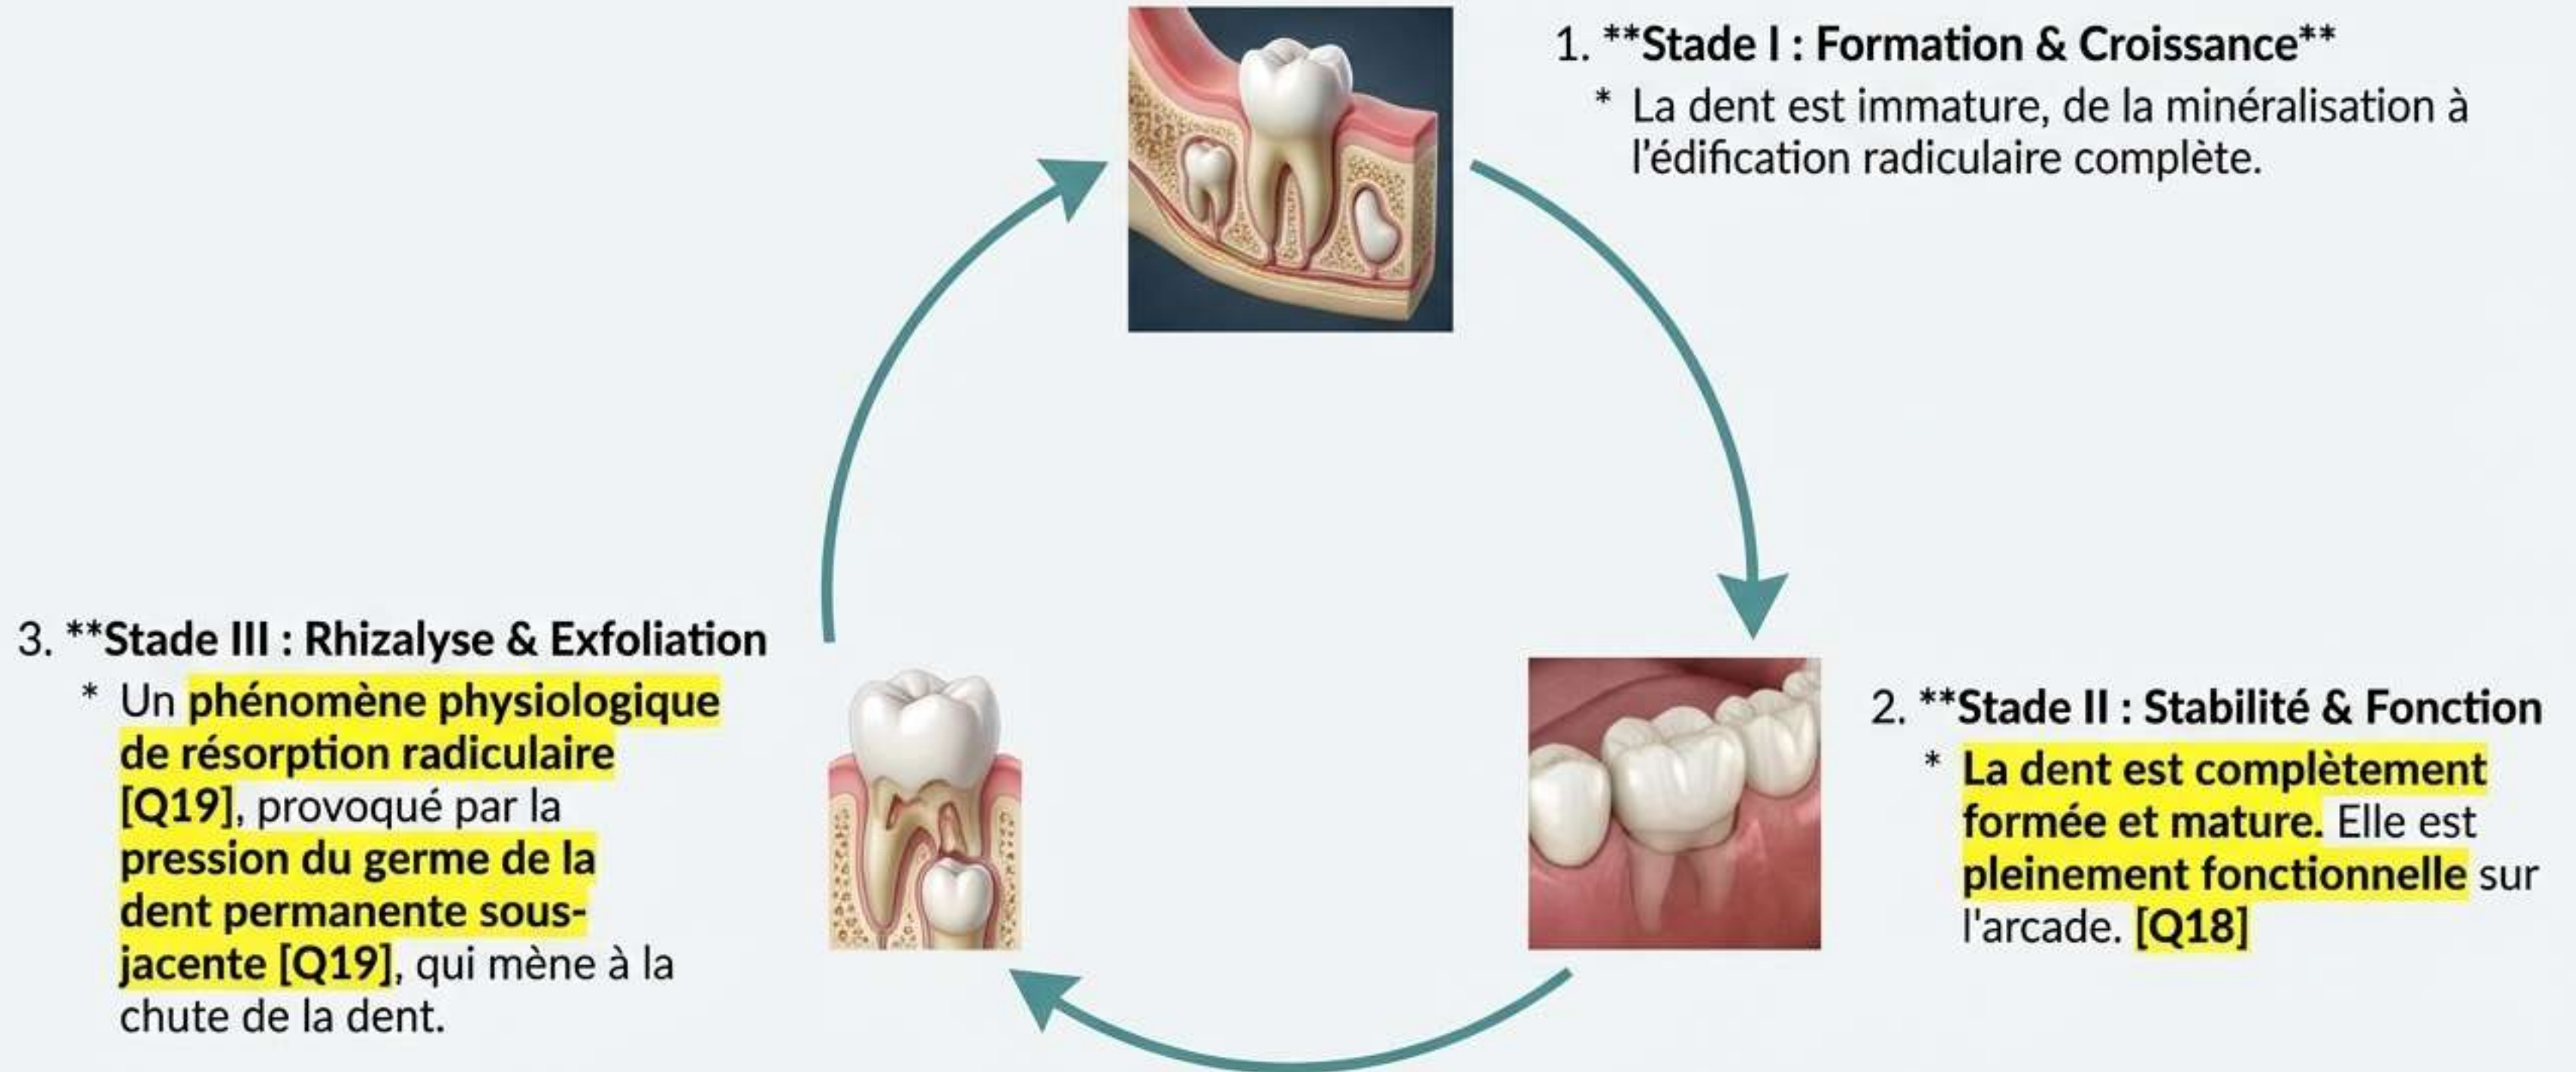 1. **Stade I : Formation & Croissance**
* La dent est immature, de la minéralisation à
l'édification radiculaire complète.
2. **Stade II : Stabilité & Fonction
* La dent est complètement
formée et mature. Elle est
pleinement fonctionnelle sur
l'arcade. [Q18]
3. **Stade III : Rhizalyse & Exfoliation
* Un phénomène physiologique
de résorption radiculaire
[Q19], provoqué par la
pression du germe de la
dent permanente sous-
jacente [Q19], qui mène à la
chute de la dent.